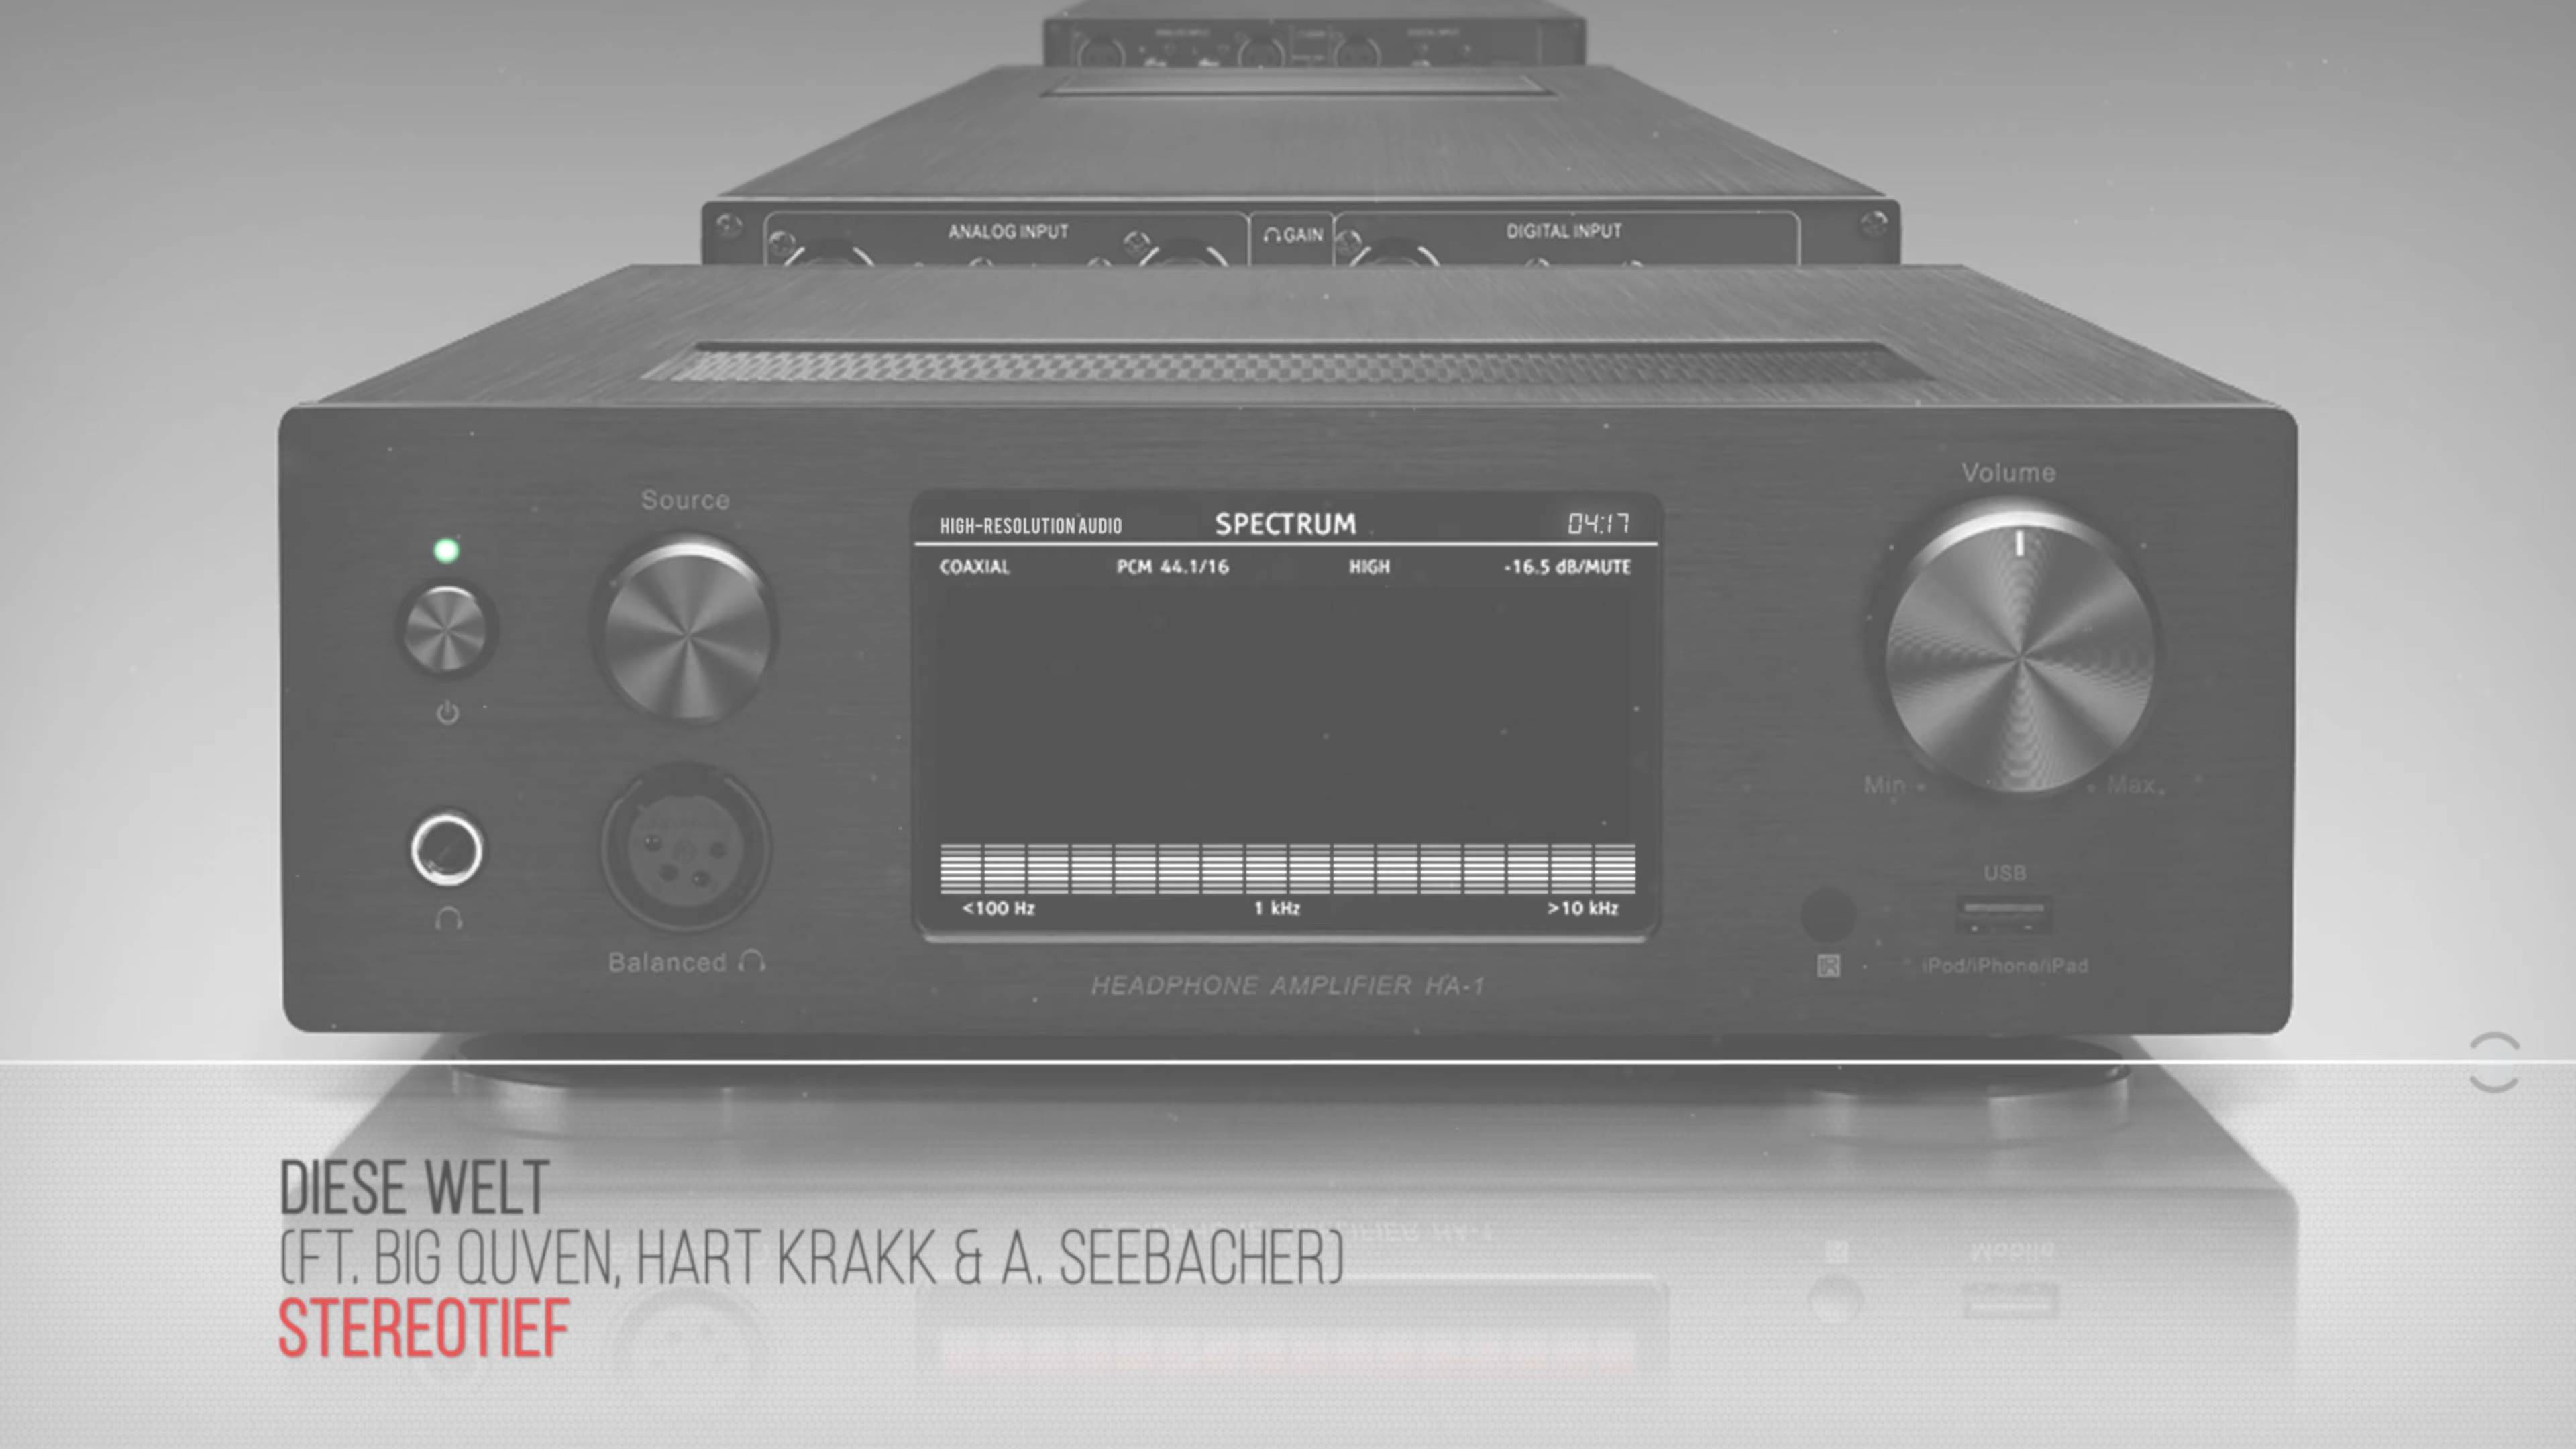 ANALOG INPUT
GAIN
DIGITAL INPUT
Volume
Source
HIGH-RESOLUTION AUDIO SPECTRUM 04:17
COAXIAL PCM 44.1/16 HIGH -16.5 dB/MUTE
Min
Max
USB
<100 Hz 1 kHz >10 kHz
Balanced
IR
iPod/iPhone/iPad
HEADPHONE AMPLIFIER HA-1
DIESE WELT
(FT. BIG QUVEN, HART KRAKK & A. SEEBACHER)
STEREOTIEF
Mobile